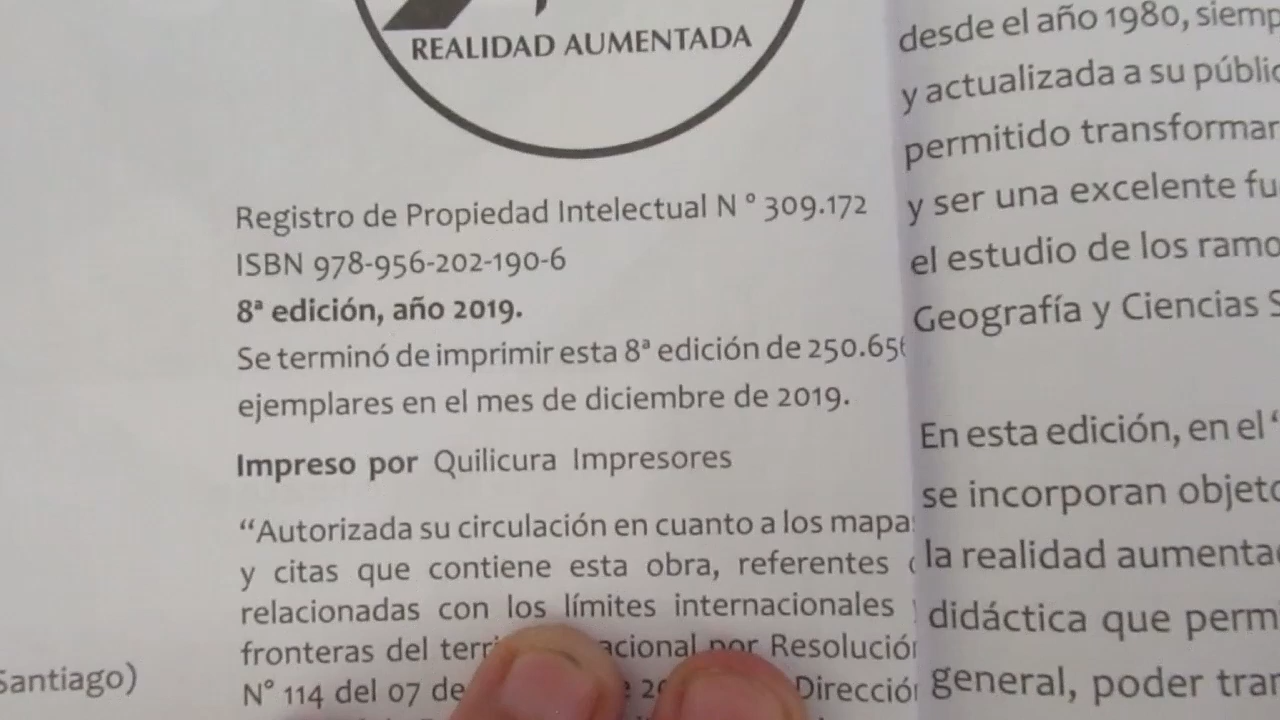 REALIDAD AUMENTADA
Registro de Propiedad Intelectual N ° 309.172
ISBN 978-956-202-190-6
8ª edición, año 2019.
Se terminó de imprimir esta 8ª edición de
ejemplares en el mes de diciembre de 2019.
Impreso por Quilicura Impresores
“Autorizada su circulación en cuanto a los
y citas que contiene esta obra, referentes
relacionadas con los límites internacionales
fronteras del por
N° 114 del 07 de
Santiago)
desde el año 1980,
y actualizada a su
permitido
y ser una excelente
el estudio de los
Geografía y Ciencias
En esta edición, en el
se incorporan
la realidad
didáctica que
general, poder